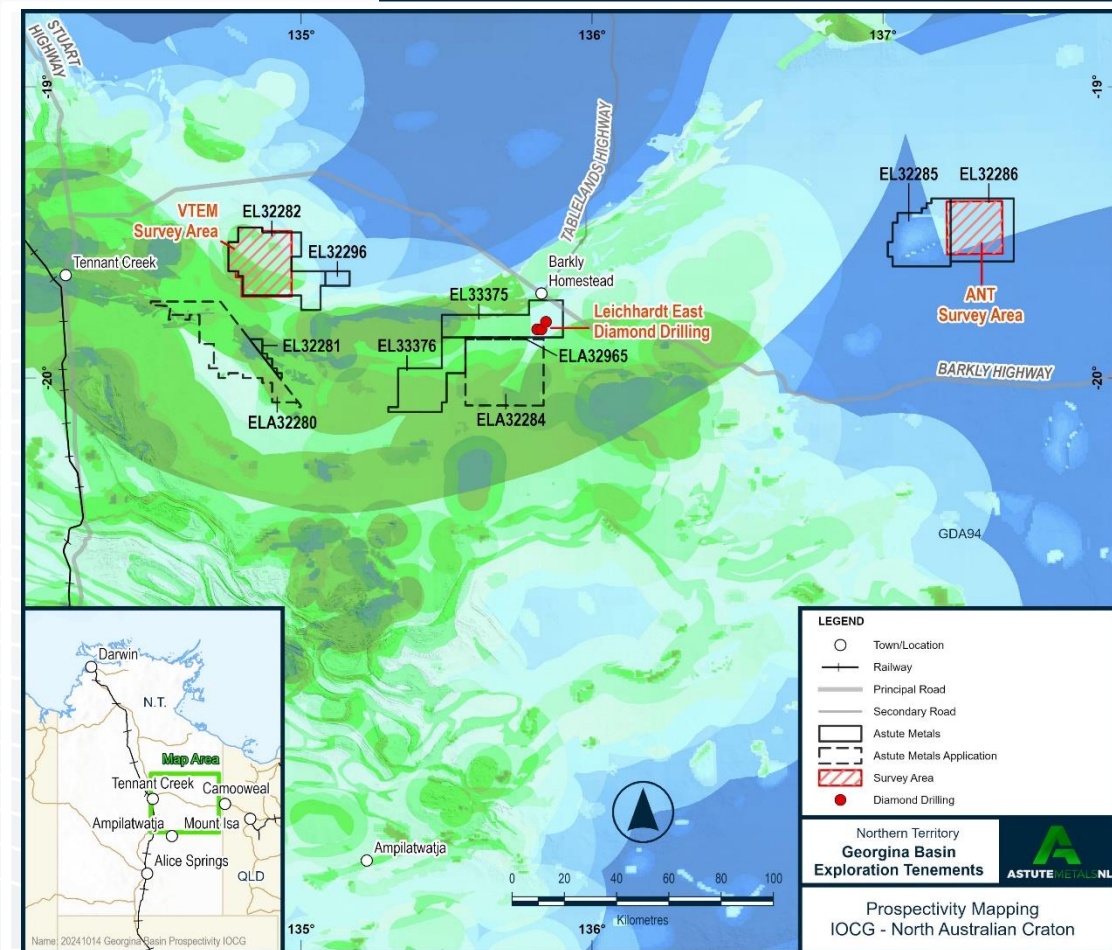 STUART
HIGHWAY
135°
136°
137°
-19°
-19°
TABLELANDS HIGHWAY
EL32285
EL32286
VTEM
Survey Area
EL32282
EL32296
Tennant Creek
Barkly
Homestead
EL33375
Leichhardt East
Diamond Drilling
ANT
Survey Area
EL32281
EL33376
ELA32965
-20°
-20°
BARKLY HIGHWAY
ELA32280
ELA32284
GDA94
Ampilatwatja
0 20 40 60 80 100
Kilometres
135°
136°
Darwin
N.T.
Map Area
Tennant Creek
Camooweal
Ampilatwatja
Mount Isa
Alice Springs
QLD
Name: 20241014 Georgina Basin Prospectivity IOCG
LEGEND
Town/Location
Railway
Principal Road
Secondary Road
Astute Metals
Astute Metals Application
Survey Area
Diamond Drilling
Northern Territory
Georgina Basin
Exploration Tenements
ASTUTEMETALSNL
Prospectivity Mapping
IOCG - North Australian Craton